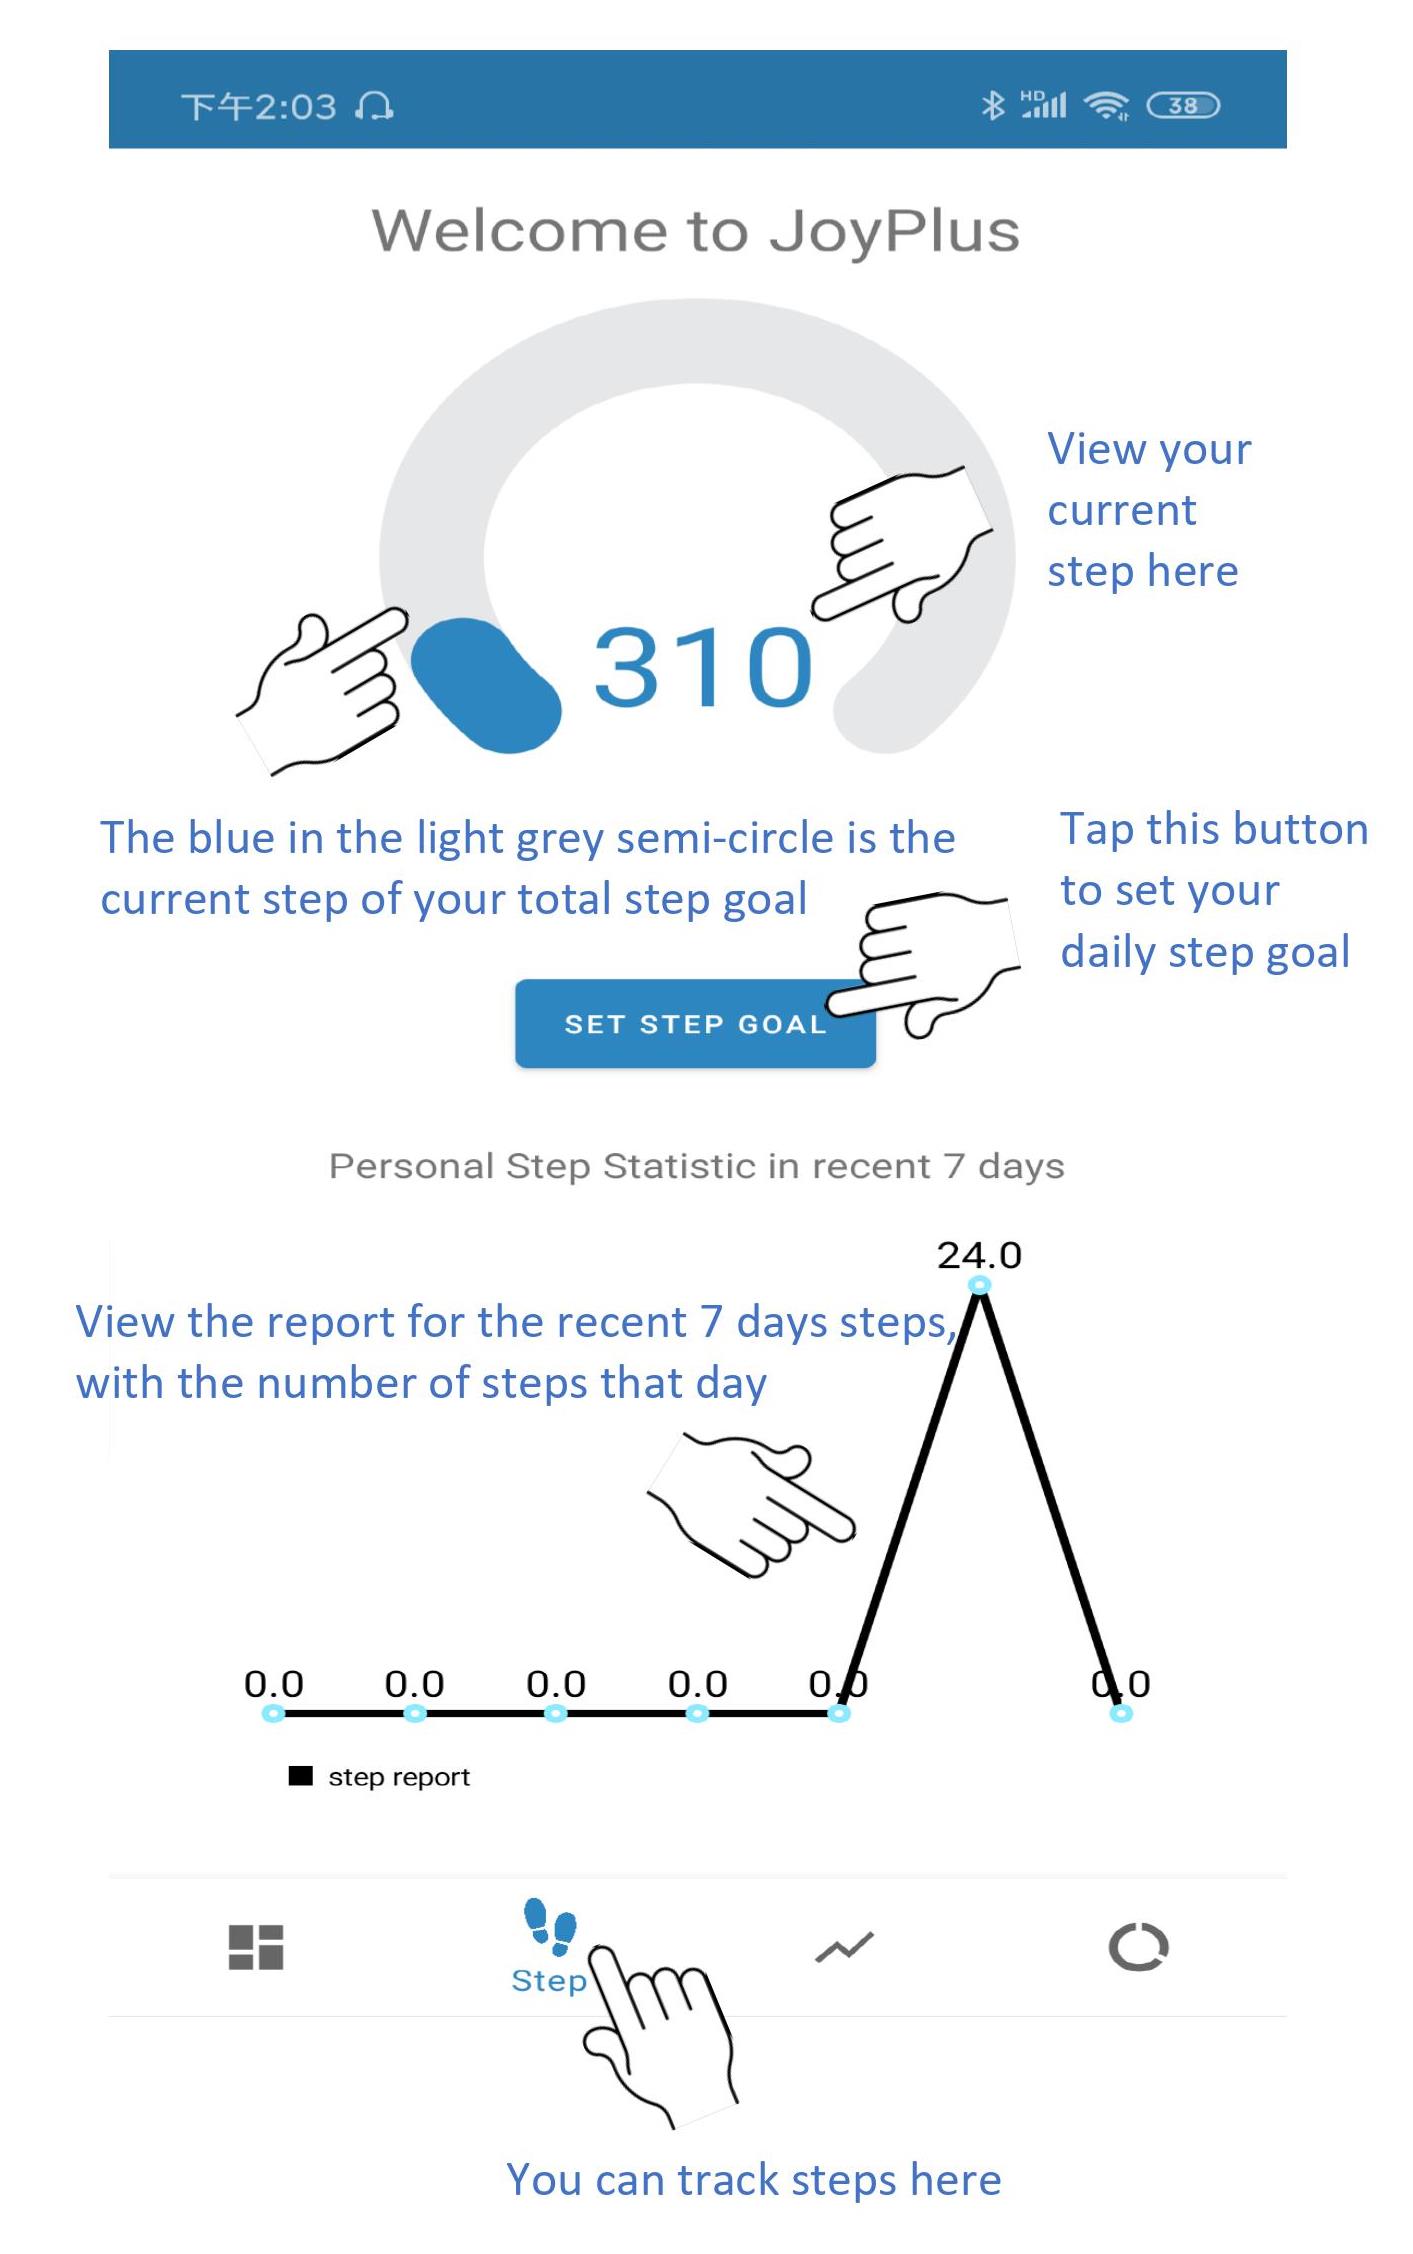 下午2:03
HD
38
Welcome to JoyPlus
View your
current
step here
310
The blue in the light grey semi-circle is the
current step of your total step goal
Tap this button
to set your
daily step goal
SET STEP GOAL
Personal Step Statistic in recent 7 days
24.0
View the report for the recent 7 days steps,
with the number of steps that day
0.0 0.0 0.0 0.0 0.0 0.0
step report
Step
You can track steps here